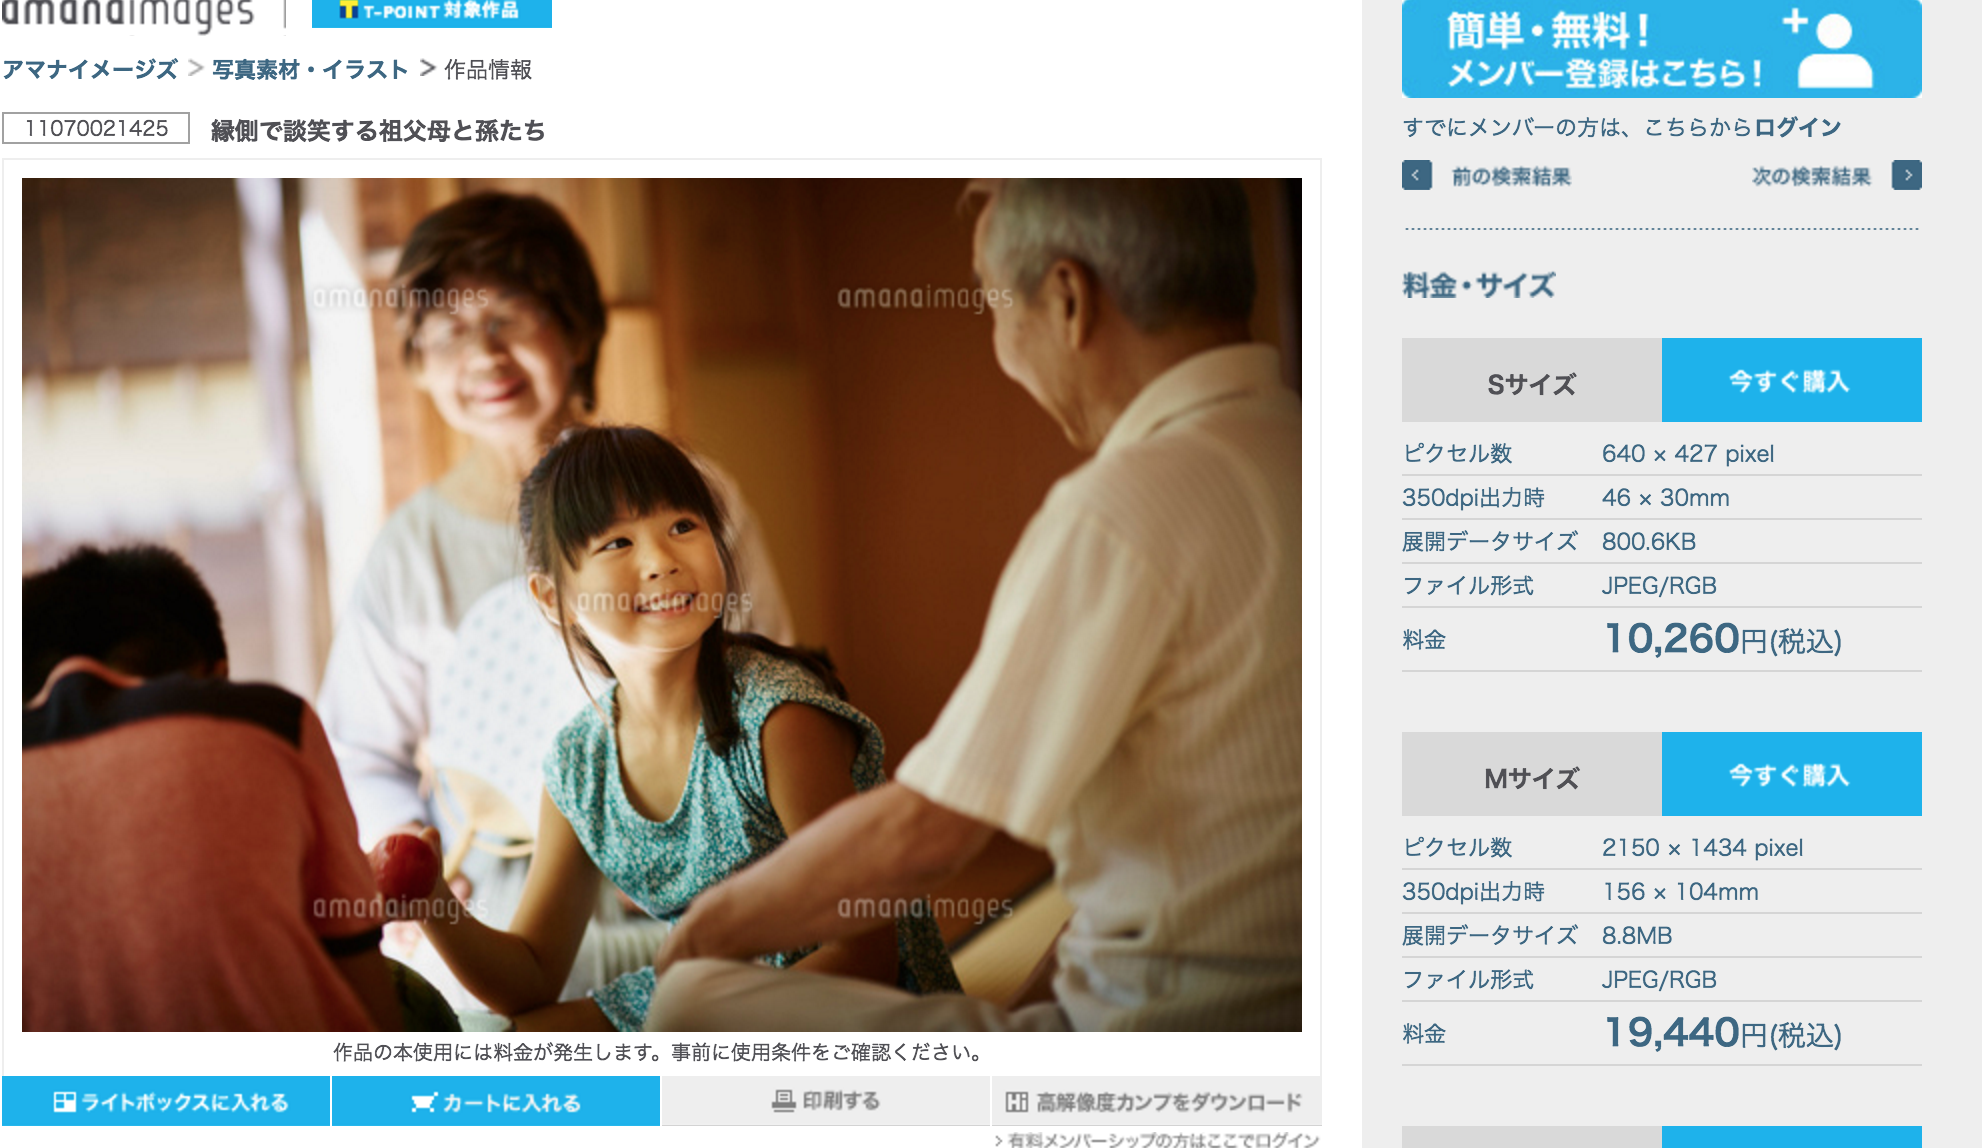 amanaimages
T-POINT 対象作品
アマナイメージズ > 写真素材・イラスト > 作品情報
11070021425 縁側で談笑する祖父母と孫たち
amanaimages amanaimages
amanaimages
amanaimages amanaimages
作品の本使用には料金が発生します。事前に使用条件をご確認ください。
ライトボックスに入れる カートに入れる 印刷する 高解像度カンプをダウンロード
> 有料メンバーシップの方はここでログイン
簡単・無料！
メンバー登録はこちら！
すでにメンバーの方は、こちらからログイン
< 前の検索結果 次の検索結果 >
料金・サイズ
Sサイズ 今すぐ購入
ピクセル数 640 × 427 pixel
350dpi出力時 46 × 30mm
展開データサイズ 800.6KB
ファイル形式 JPEG/RGB
料金 10,260円(税込)
Mサイズ 今すぐ購入
ピクセル数 2150 × 1434 pixel
350dpi出力時 156 × 104mm
展開データサイズ 8.8MB
ファイル形式 JPEG/RGB
料金 19,440円(税込)